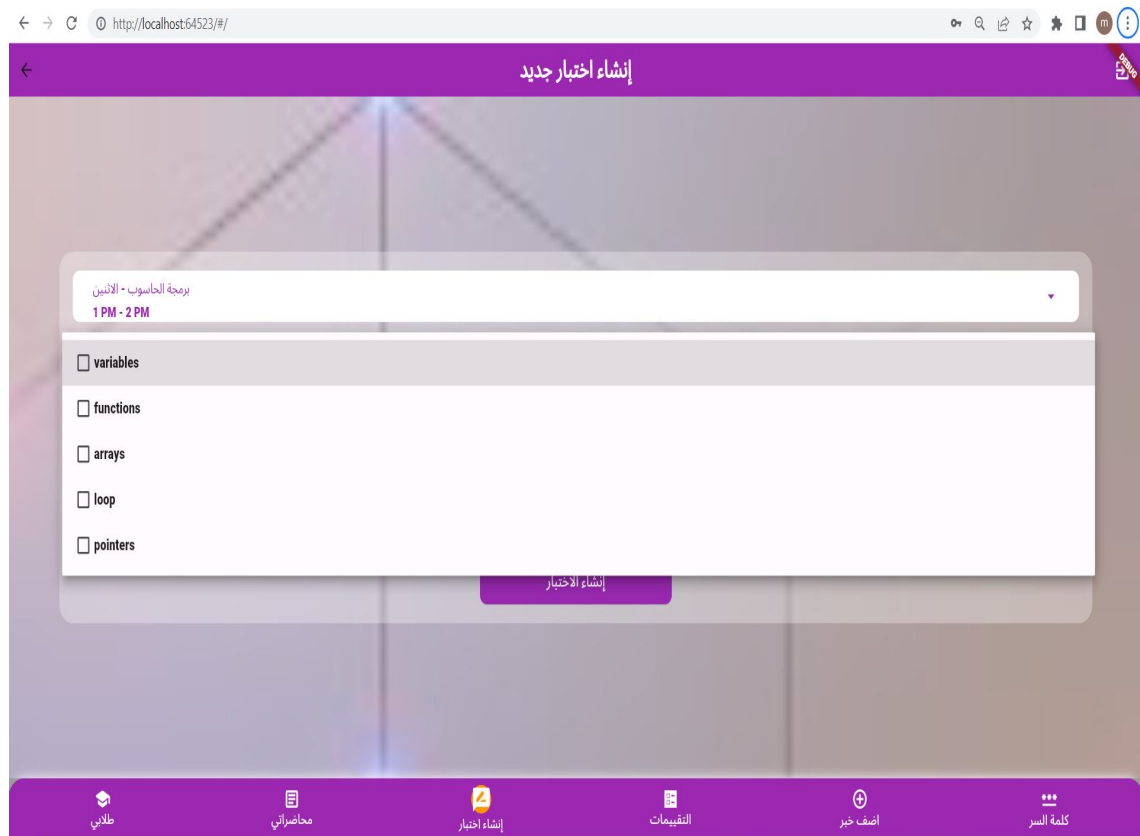 http://localhost:64523/#/
m
إنشاء اختبار جديد
DEBUG
برمجة الحاسوب - الاثنين
1 PM - 2 PM
variables
functions
arrays
loop
pointers
إنشاء الاختبار
طلابي
محاضراتي
إنشاء اختبار
التقييمات
اضف خبر
كلمة السر